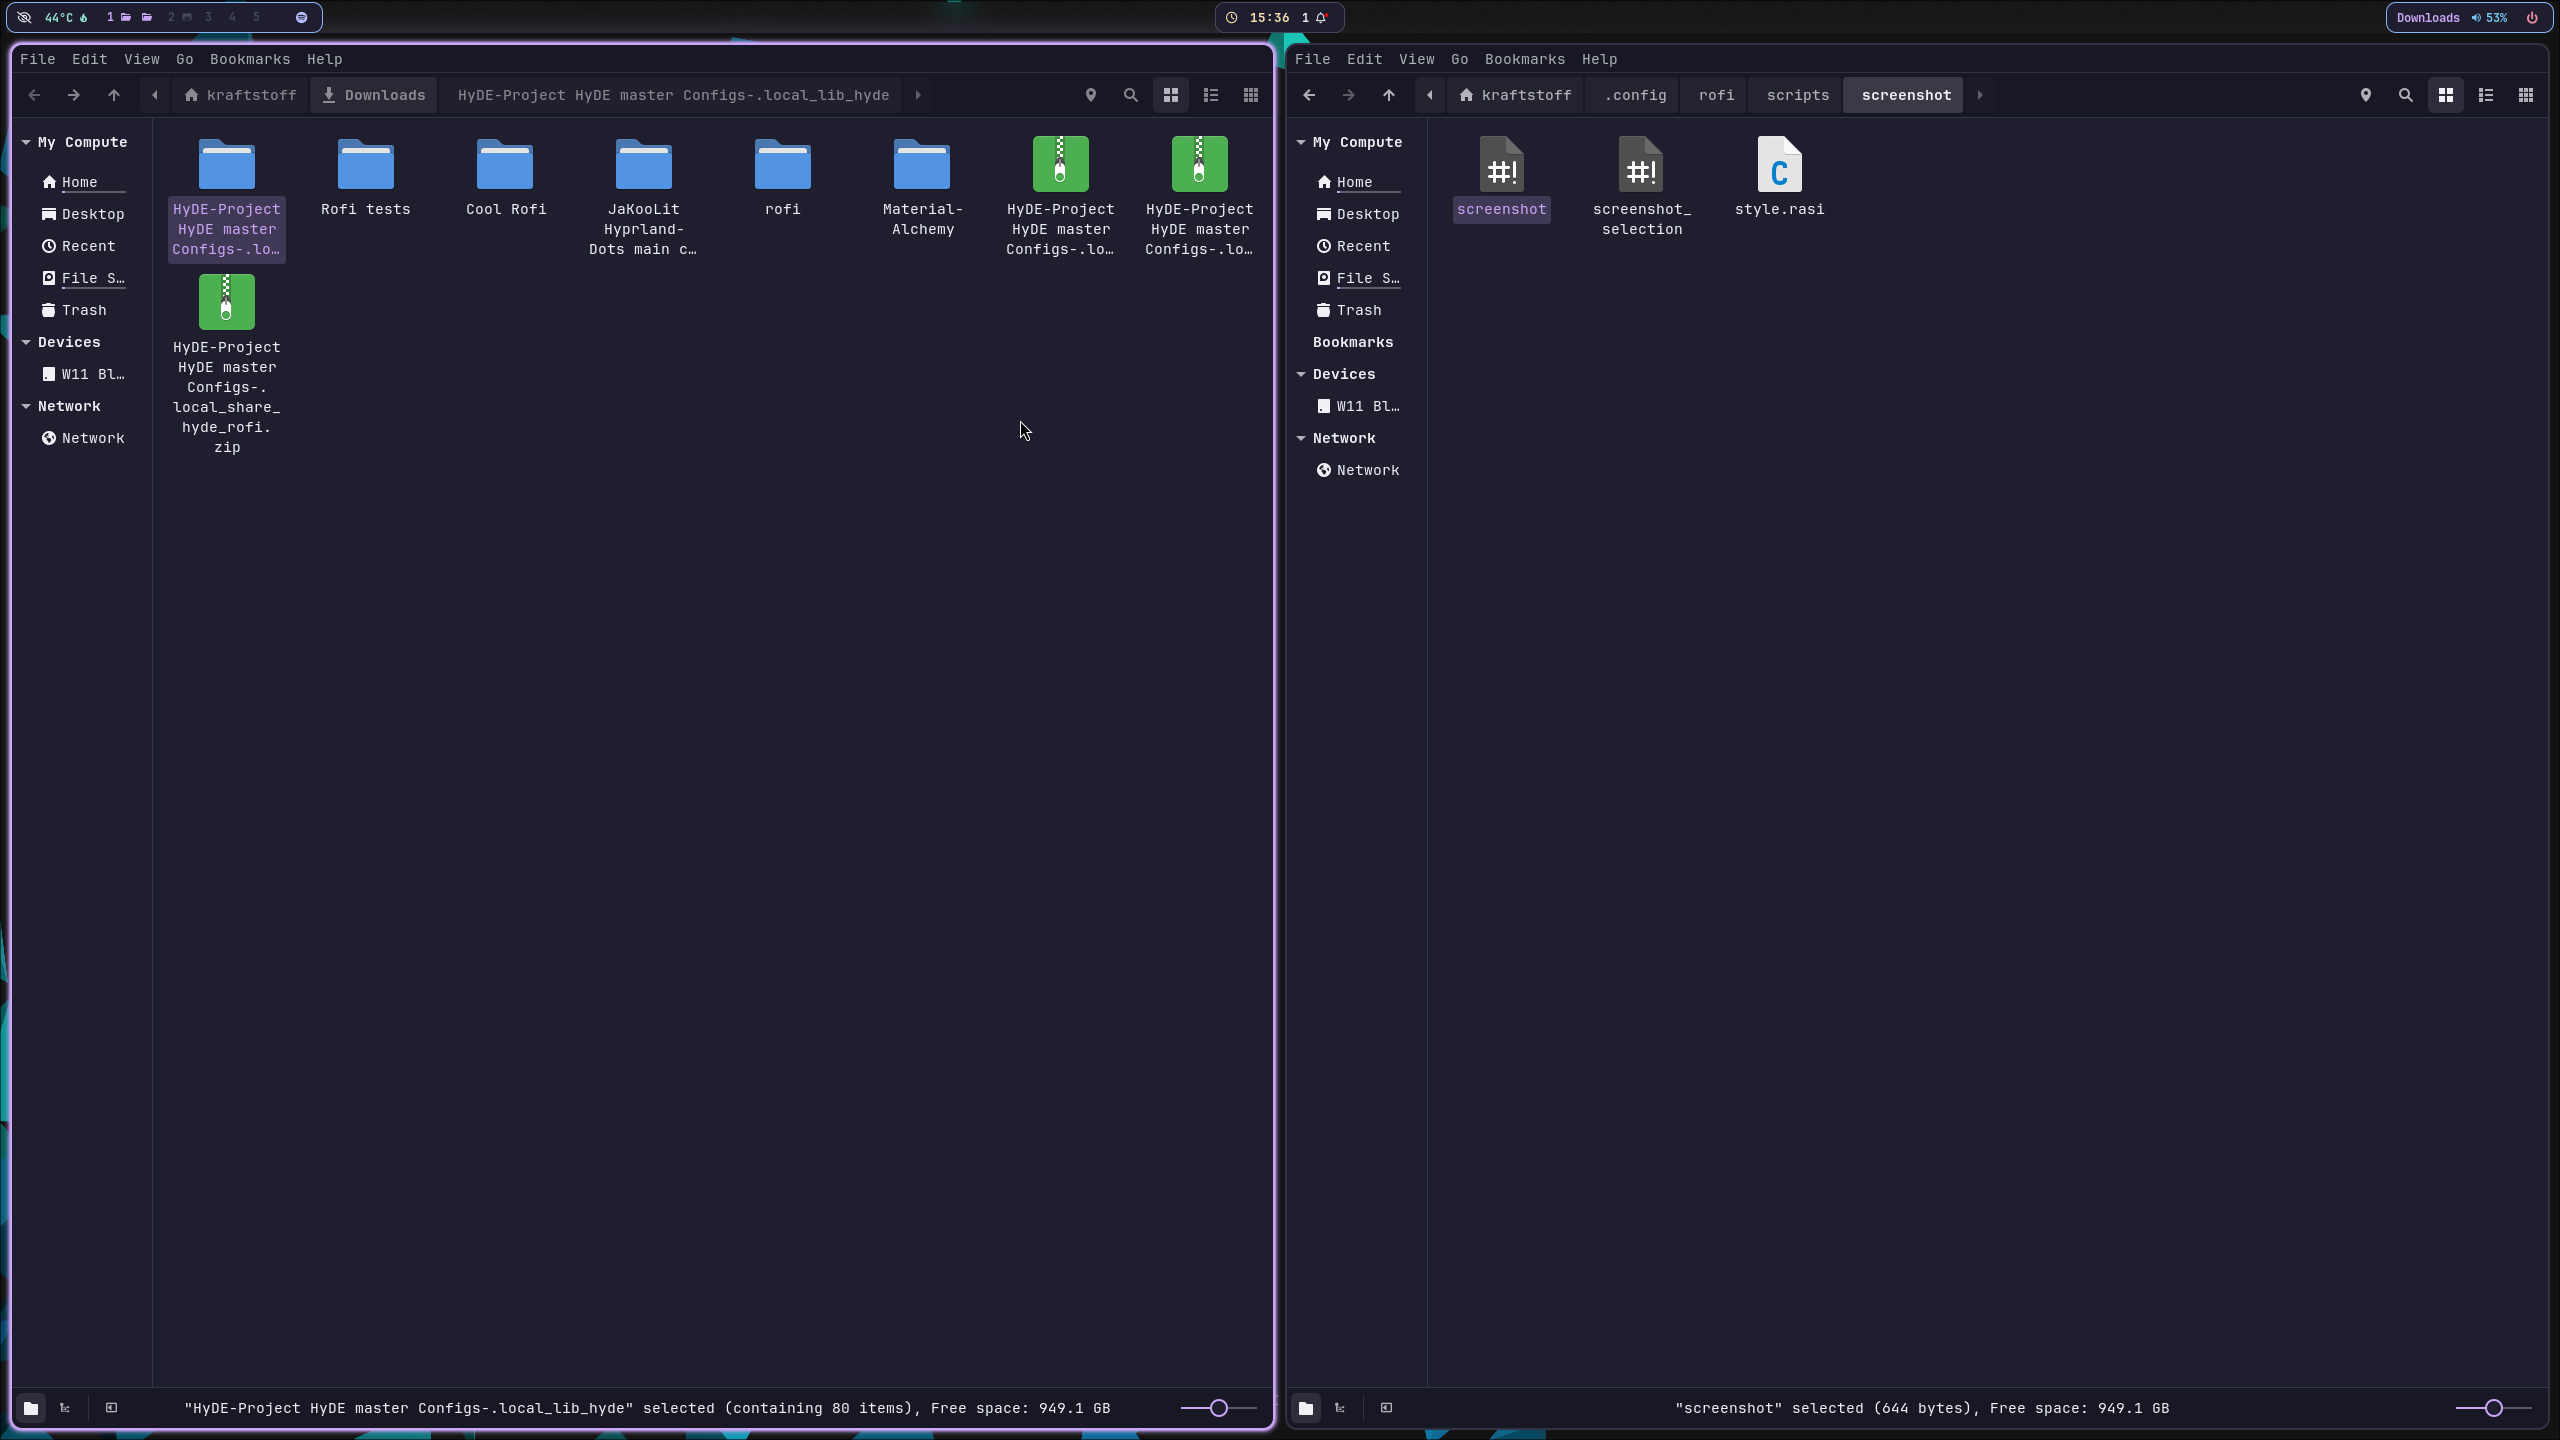 44°C 1 2 3 4 5
15:36 1
Downloads 53%
File Edit View Go Bookmarks Help
kraftstoff Downloads HyDE-Project HyDE master Configs-.local_lib_hyde
My Compute
Home
Desktop
Recent
File S…
Trash
Devices
W11 Bl…
Network
Network
HyDE-Project
HyDE master
Configs-.lo…
Rofi tests
Cool Rofi
JaKooLit
Hyprland-
Dots main c…
rofi
Material-
Alchemy
HyDE-Project
HyDE master
Configs-.lo…
HyDE-Project
HyDE master
Configs-.lo…
HyDE-Project
HyDE master
Configs-.
local_share_
hyde_rofi.
zip
"HyDE-Project HyDE master Configs-.local_lib_hyde" selected (containing 80 items), Free space: 949.1 GB
File Edit View Go Bookmarks Help
kraftstoff .config rofi scripts screenshot
My Compute
Home
Desktop
Recent
File S…
Trash
Bookmarks
Devices
W11 Bl…
Network
Network
#!
screenshot
#!
screenshot_
selection
C
style.rasi
"screenshot" selected (644 bytes), Free space: 949.1 GB